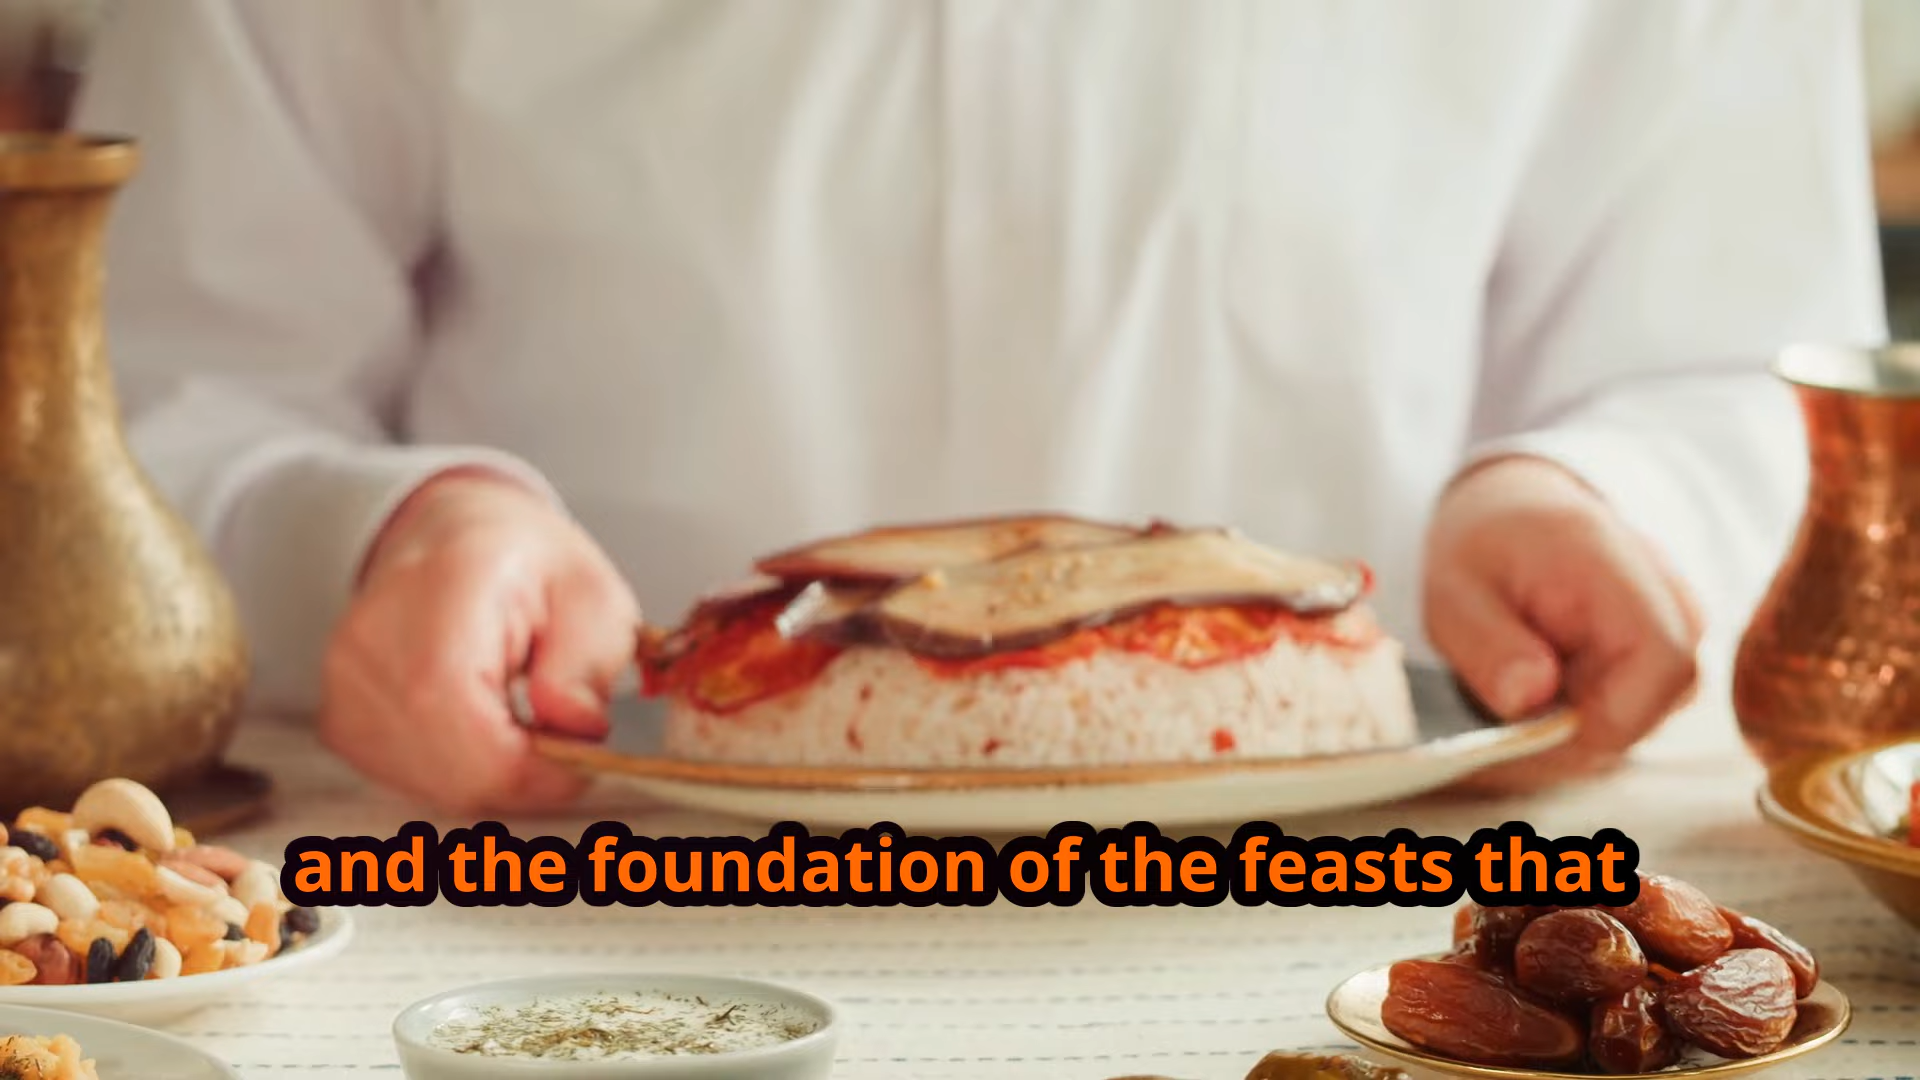 and the foundation of the feasts that